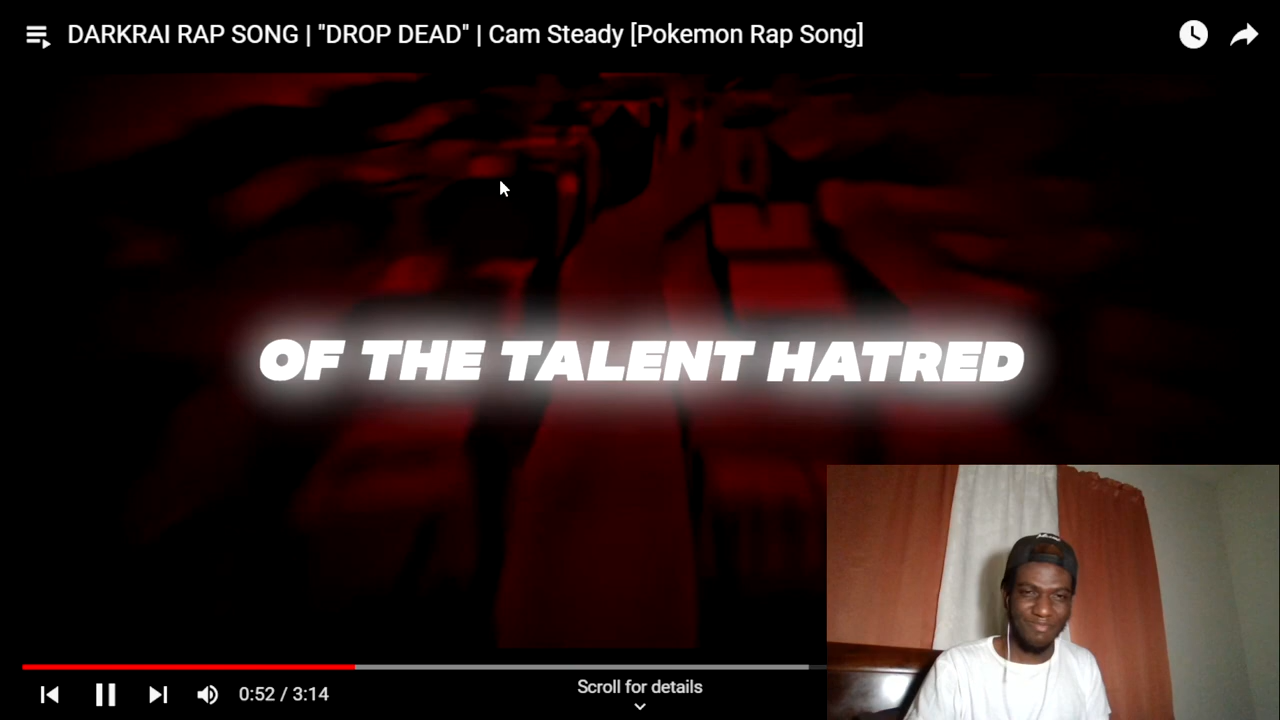 DARKRAI RAP SONG | "DROP DEAD" | Cam Steady [Pokemon Rap Song]
OF THE TALENT HATRED
0:52 / 3:14
Scroll for details